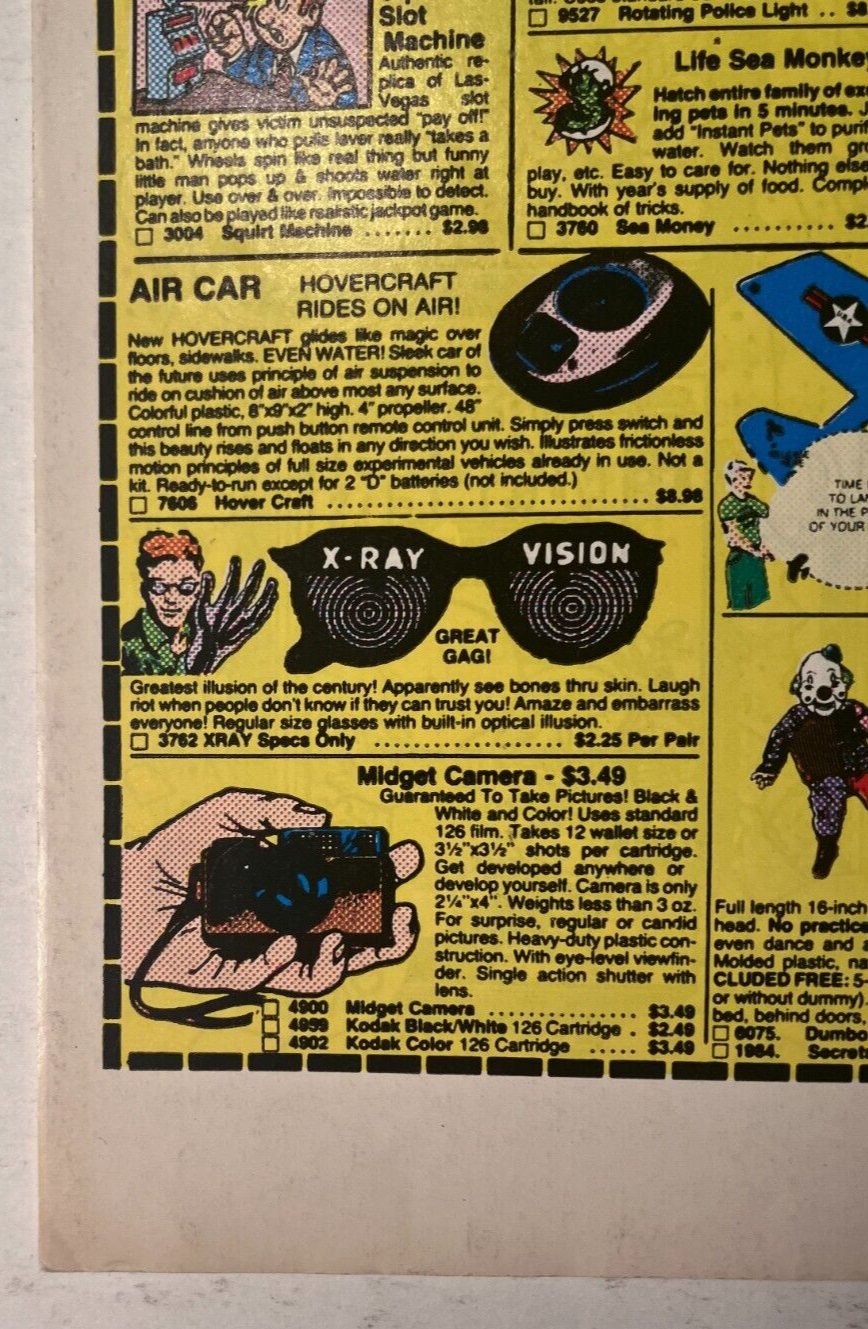 Slot
Machine
Authentic re-
plica of Las-
Vegas slot
machine gives victim unsuspected "pay off!"
In fact, anyone who pulls lever really "takes a
bath." Wheels spin like real thing but funny
little man pops up & shoots water right at
player. Use over & over. Impossible to detect.
Can also be played like realistic jackpot game.
3004 Squirt Machine ....... $2.98
9527 Rotating Police Light .. $8
Life Sea Monkey
Hatch entire family of
ing pets in 5 minutes.
add "Instant Pets" to
water. Watch them
play, etc. Easy to care for. Nothing else
buy. With year's supply of food.
handbook of tricks.
3760 Sea Money .......... $2.
AIR CAR HOVERCRAFT
RIDES ON AIR!
New HOVERCRAFT glides like magic over
floors, sidewalks. EVEN WATER! Sleek car of
the future uses principle of air suspension to
ride on cushion of air above most any surface.
Colorful plastic, 8"x9"x2" high. 4" propeller. 48"
control line from push button remote control unit. Simply press switch and
this beauty rises and floats in any direction you wish. Illustrates frictionless
motion principles of full size experimental vehicles already in use. Not a
kit. Ready-to-run except for 2 "D" batteries (not included.)
7606 Hover Craft ................................ $8.98
TIME
TO
IN THE
OF YOUR
X-RAY VISION
GREAT
GAG!
Greatest illusion of the century! Apparently see bones thru skin. Laugh
riot when people don't know if they can trust you! Amaze and embarrass
everyone! Regular size glasses with built-in optical illusion.
3762 XRAY Specs Only .................... $2.25 Per Pair
Midget Camera - $3.49
Guaranteed To Take Pictures! Black &
White and Color! Uses standard
126 film. Takes 12 wallet size or
3½"x3½" shots per cartridge.
Get developed anywhere or
develop yourself. Camera is only
2¼"x4". Weights less than 3 oz.
For surprise, regular or candid
pictures. Heavy-duty plastic con-
struction. With eye-level viewfin-
der. Single action shutter with
lens.
4900 Midget Camera ............... $3.49
4959 Kodak Black/White 126 Cartridge . $2.49
4902 Kodak Color 126 Cartridge ..... $3.49
Full length 16-inch
head. No practice
even dance and
Molded plastic,
CLUDED FREE: 5-
or without dummy).
bed, behind doors,
6075. Dumbo
1964.